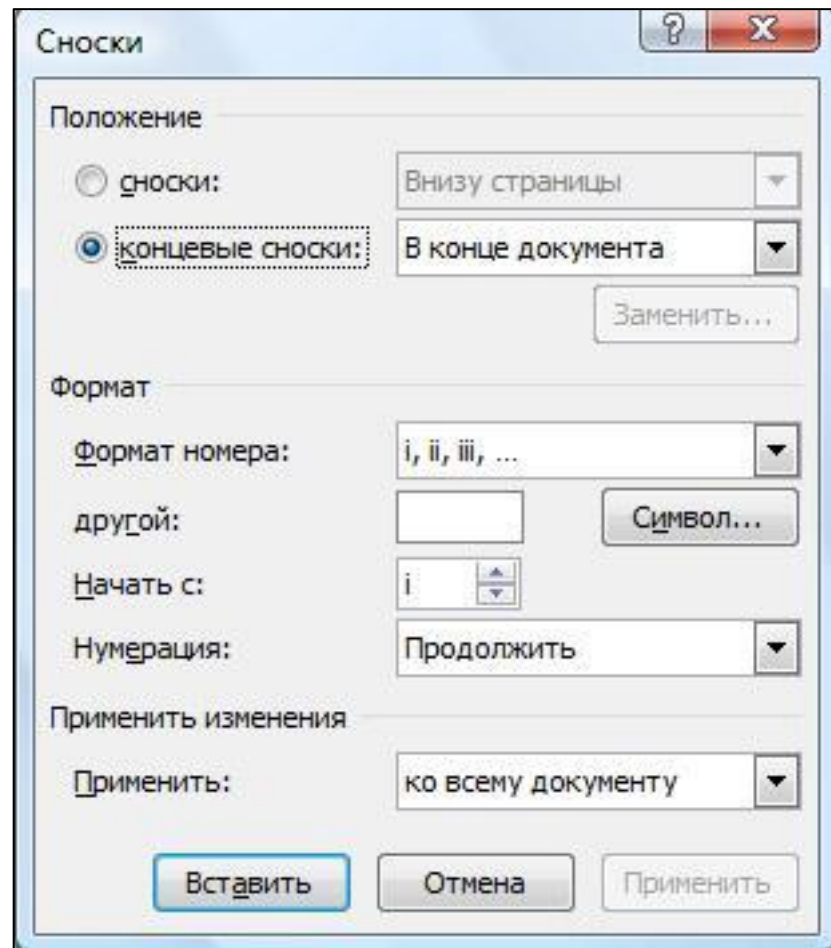 Сноски
Положение
сноски: Внизу страницы
концевые сноски: В конце документа
Заменить...
Формат
Формат номера: i, ii, iii, ...
другой: Символ...
Начать с: i
Нумерация: Продолжить
Применить изменения
Применить: ко всему документу
Вставить Отмена Применить